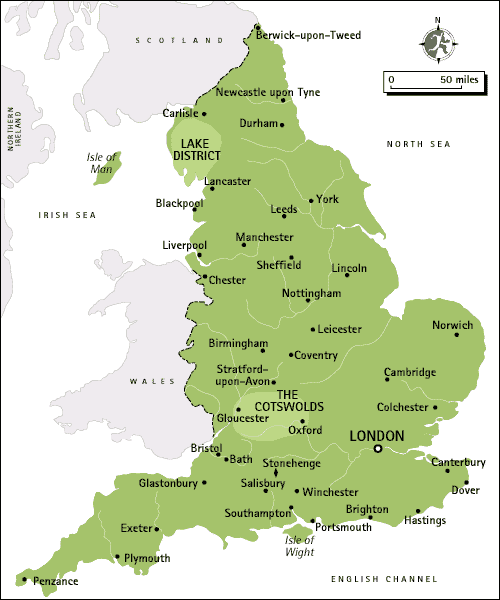 SCOTLAND
Berwick-upon-Tweed
N
0 50 miles
Newcastle upon Tyne
Carlisle
Durham
NORTHERN
IRELAND
LAKE
DISTRICT
NORTH SEA
Isle of
Man
Lancaster
Blackpool
York
Leeds
IRISH SEA
Liverpool
Manchester
Sheffield
Lincoln
Chester
Nottingham
Leicester
Norwich
Birmingham
Coventry
Stratford-
upon-Avon
Cambridge
WALES
THE
COTSWOLDS
Colchester
Gloucester
Oxford
LONDON
Bristol
Bath
Stonehenge
Canterbury
Glastonbury
Salisbury
Winchester
Dover
Southampton
Brighton
Hastings
Exeter
Portsmouth
Isle of
Wight
Plymouth
Penzance
ENGLISH CHANNEL